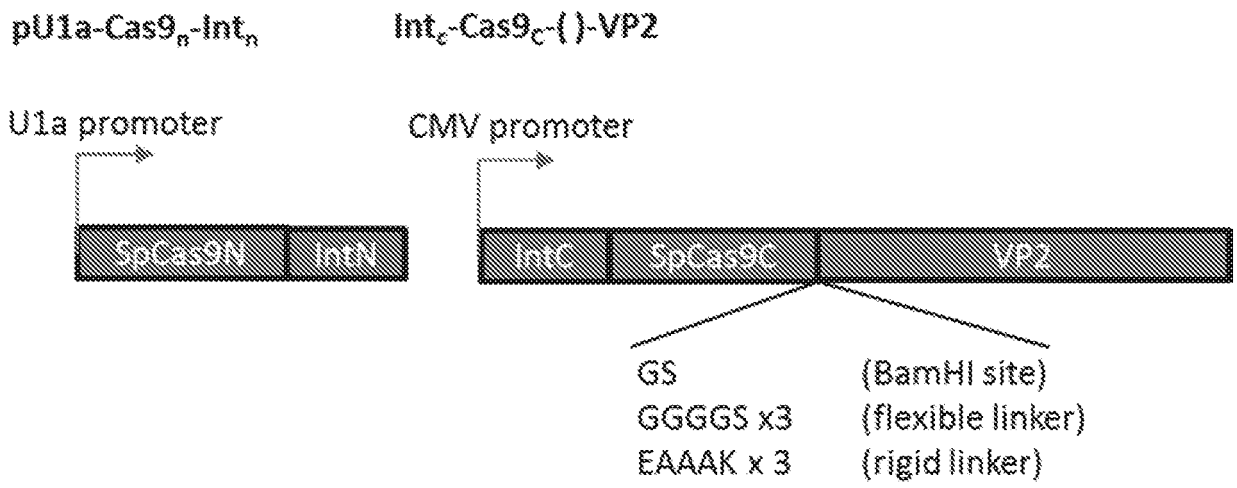 pU1a-Cas9n-Intn Intc-Cas9C-( )-VP2
U1a promoter CMV promoter
SpCas9N IntN IntC SpCas9C VP2
GS (BamHI site)
GGGGS x3 (flexible linker)
EAAAK x 3 (rigid linker)